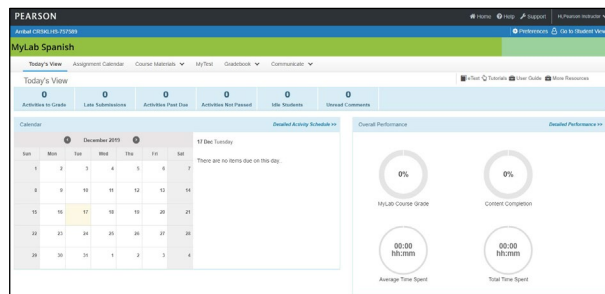 PEARSON
Home Help Support Hi, Pearson Instructor
Arriba! CRSKLHS-757589
Preferences Go to Student View
MyLab Spanish
Today's View Assignment Calendar Course Materials MyTest Gradebook Communicate
Today's View
eText Tutorials User Guide More Resources
0 0 0 0 0 0
Activities to Grade Late Submissions Activities Past Due Activities Not Passed Idle Students Unread Comments
Calendar Detailed Activity Schedule >>
December 2019
Sun Mon Tue Wed Thu Fri Sat
1 2 3 4 5 6 7
8 9 10 11 12 13 14
15 16 17 18 19 20 21
22 23 24 25 26 27 28
29 30 31 1 2 3 4
17 Dec Tuesday
There are no items due on this day.
Overall Performance Detailed Performance >>
0% 0%
MyLab Course Grade Content Completion
00:00 00:00
hh:mm hh:mm
Average Time Spent Total Time Spent